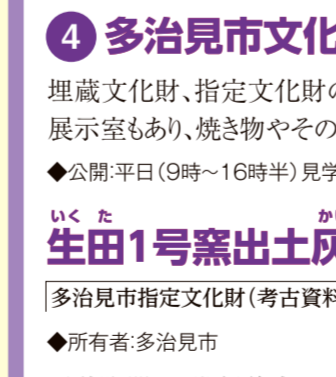 ④ 多治見市文化
埋蔵文化財、指定文化財の
展示室もあり、焼き物やその
◆公開:平日(9時〜16時半)見学
いくた か
生田1号窯出土灰
多治見市指定文化財(考古資料
◆所有者:多治見市